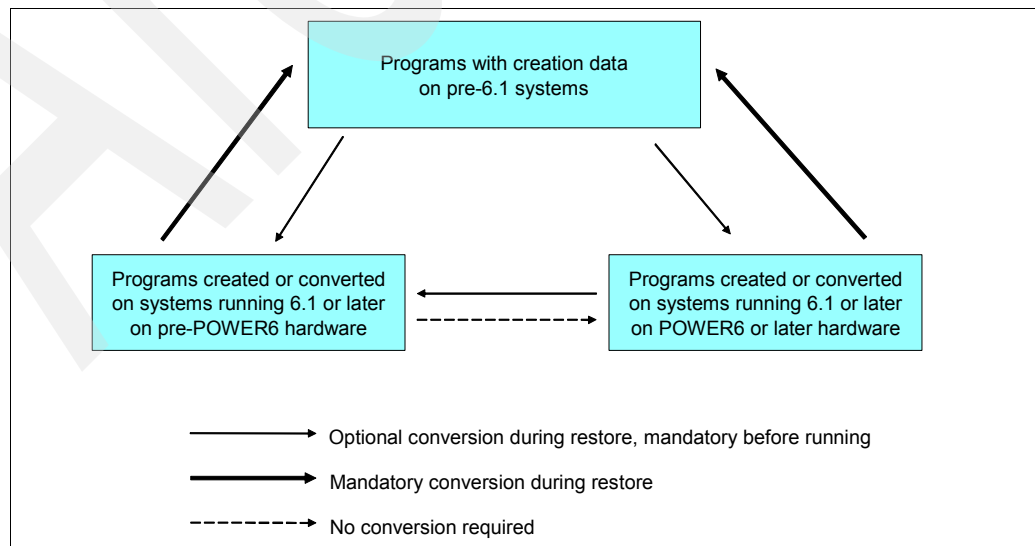 Programs with creation data
on pre-6.1 systems
Programs created or converted
on systems running 6.1 or later
on pre-POWER6 hardware
Programs created or converted
on systems running 6.1 or later
on POWER6 or later hardware
Optional conversion during restore, mandatory before running
Mandatory conversion during restore
No conversion required